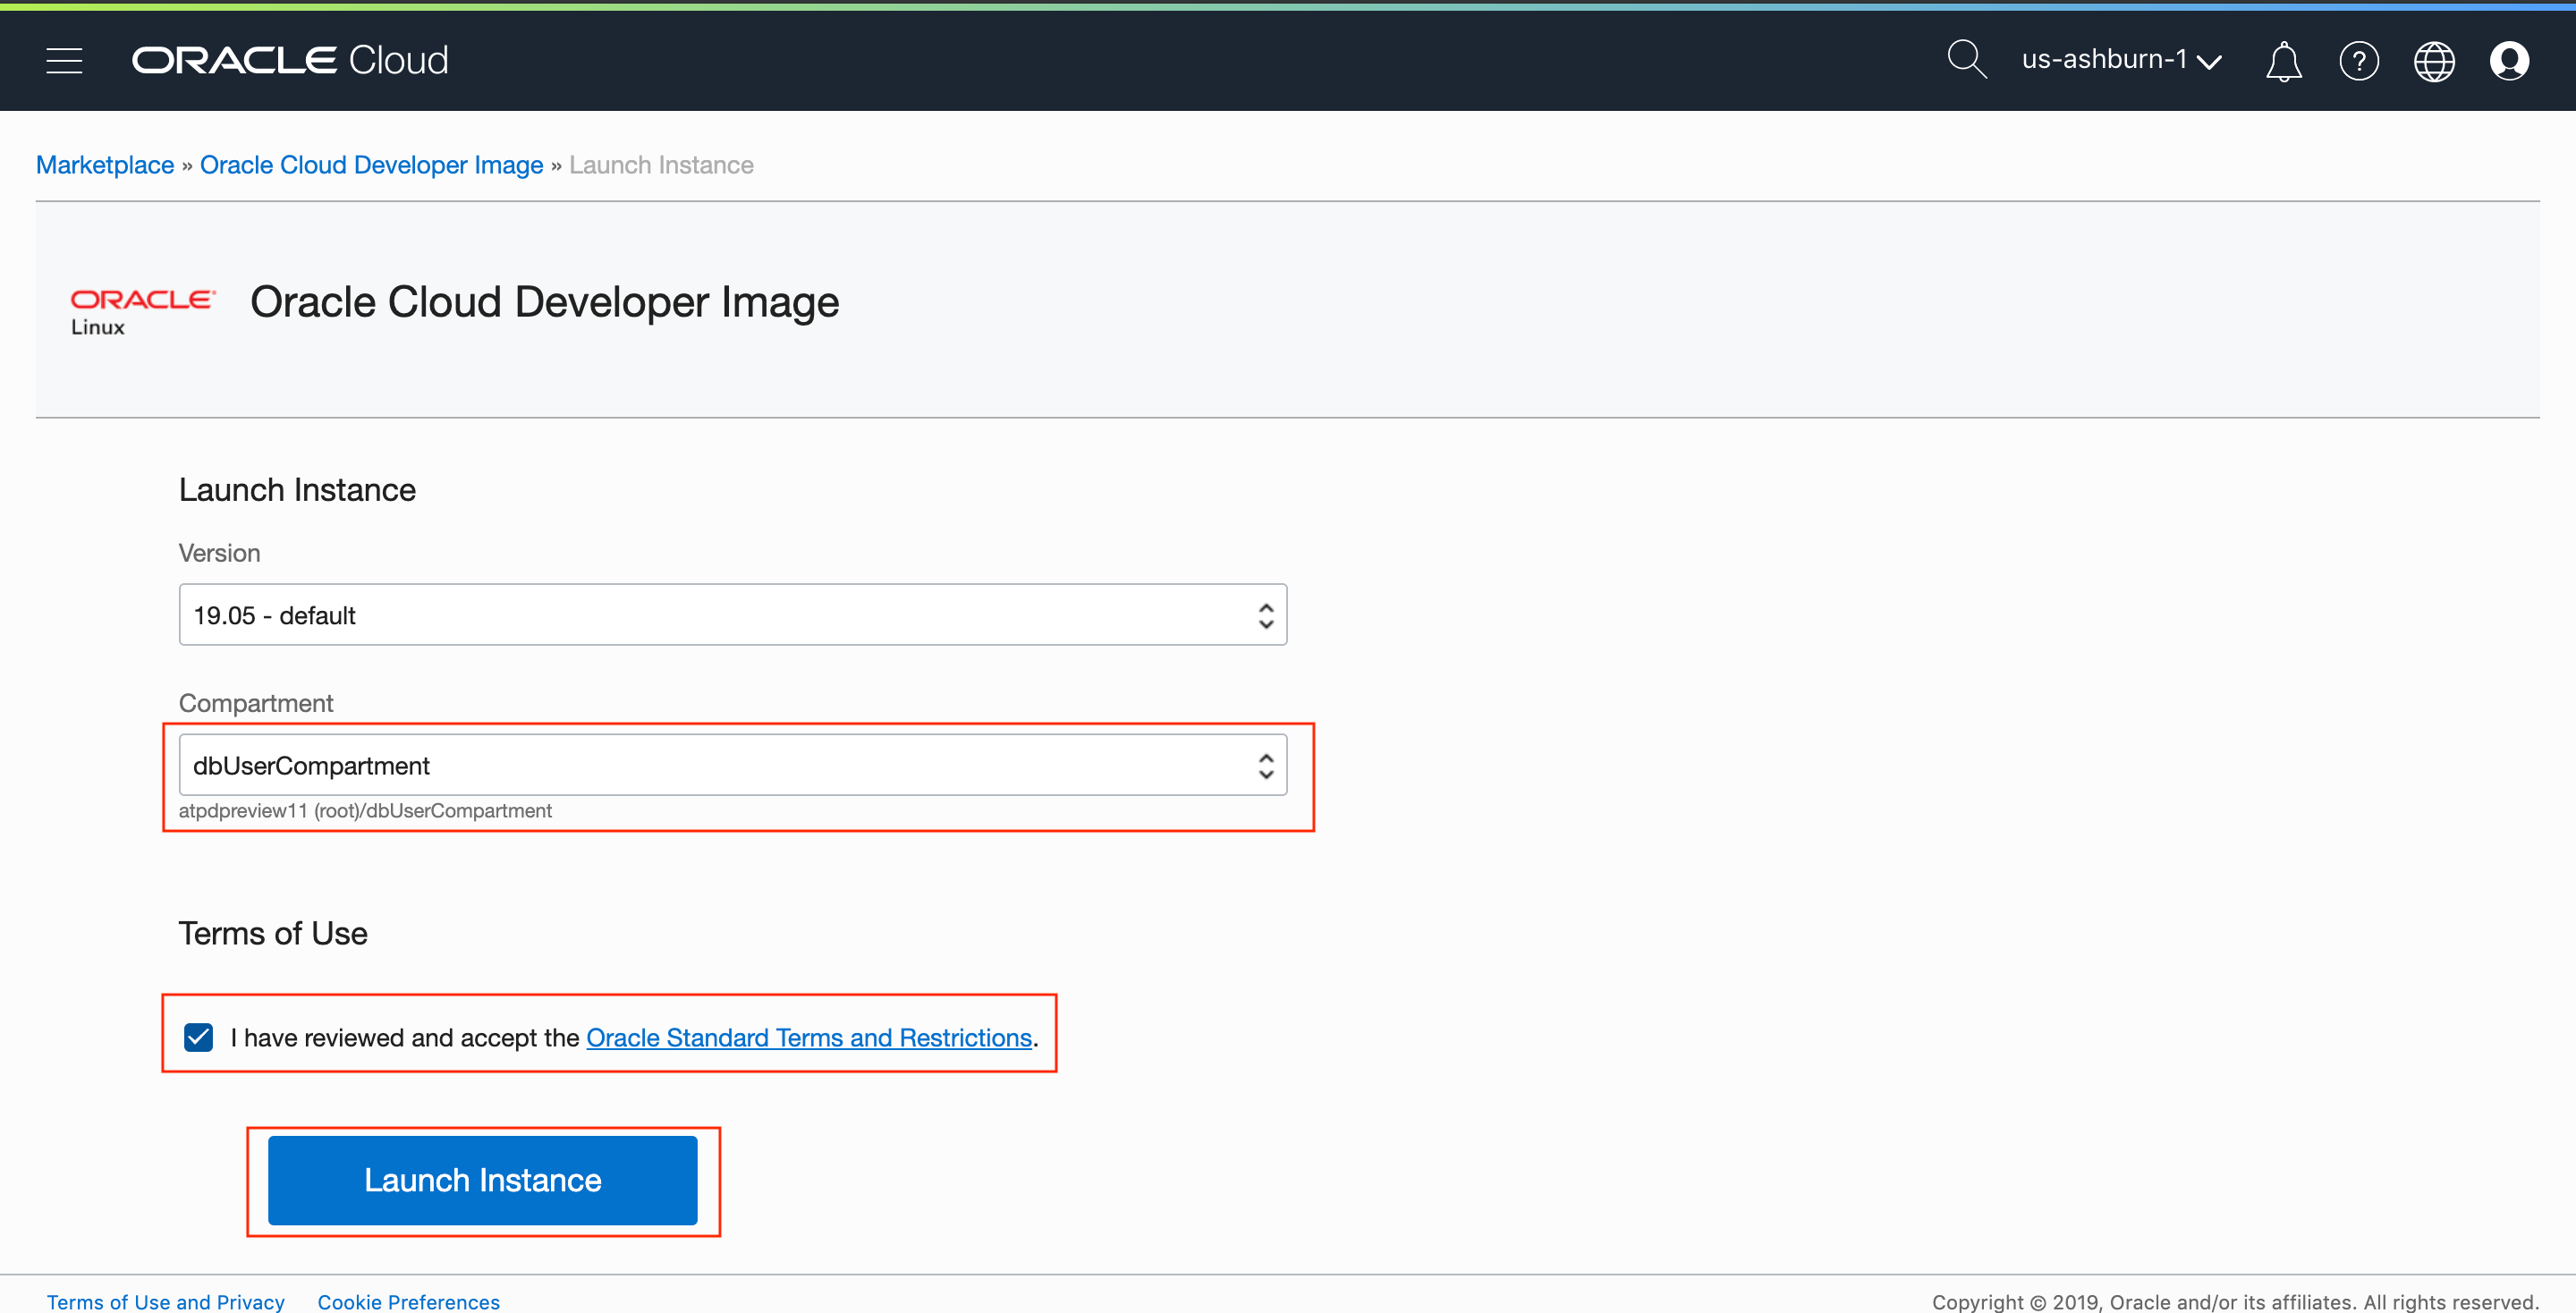 ORACLE Cloud
us-ashburn-1
?
Marketplace » Oracle Cloud Developer Image » Launch Instance
ORACLE
Linux
Oracle Cloud Developer Image
Launch Instance
Version
19.05 - default
Compartment
dbUserCompartment
atpdpreview11 (root)/dbUserCompartment
Terms of Use
I have reviewed and accept the Oracle Standard Terms and Restrictions.
Launch Instance
Terms of Use and Privacy Cookie Preferences
Copyright © 2019, Oracle and/or its affiliates. All rights reserved.